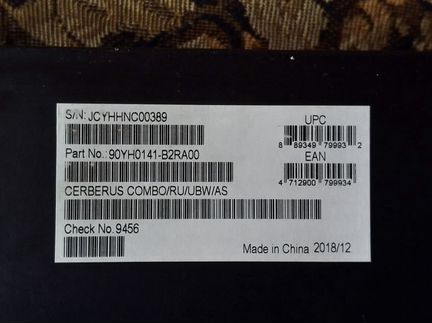 S/N: JCYHHNC00389
UPC
8 89349 79993 2
Part No.:90YH0141-B2RA00
EAN
4 712900 799934
CERBERUS COMBO/RU/UBW/AS
Check No.9456
Made in China 2018/12